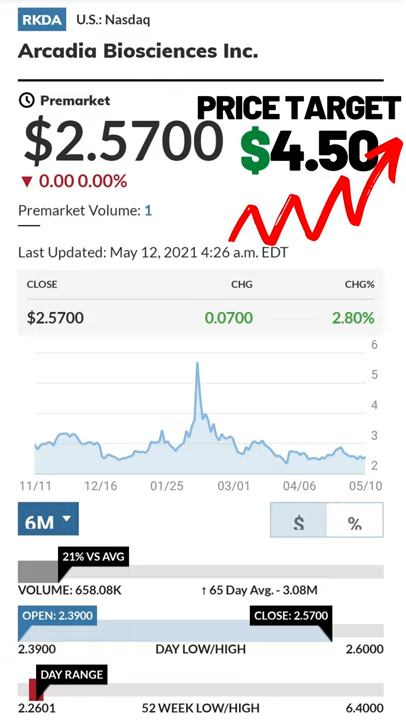 RKDA U.S.: Nasdaq
Arcadia Biosciences Inc.
Premarket
PRICE TARGET
$2.5700
$4.50
▼ 0.00 0.00%
Premarket Volume: 1
Last Updated: May 12, 2021 4:26 a.m. EDT
CLOSE CHG CHG%
$2.5700 0.0700 2.80%
6
5
4
3
2
11/11 12/16 01/25 03/01 04/06 05/10
6M $ %
21% VS AVG
VOLUME: 658.08K ↑ 65 Day Avg. - 3.08M
OPEN: 2.3900 CLOSE: 2.5700
2.3900 DAY LOW/HIGH 2.6000
DAY RANGE
2.2601 52 WEEK LOW/HIGH 6.4000